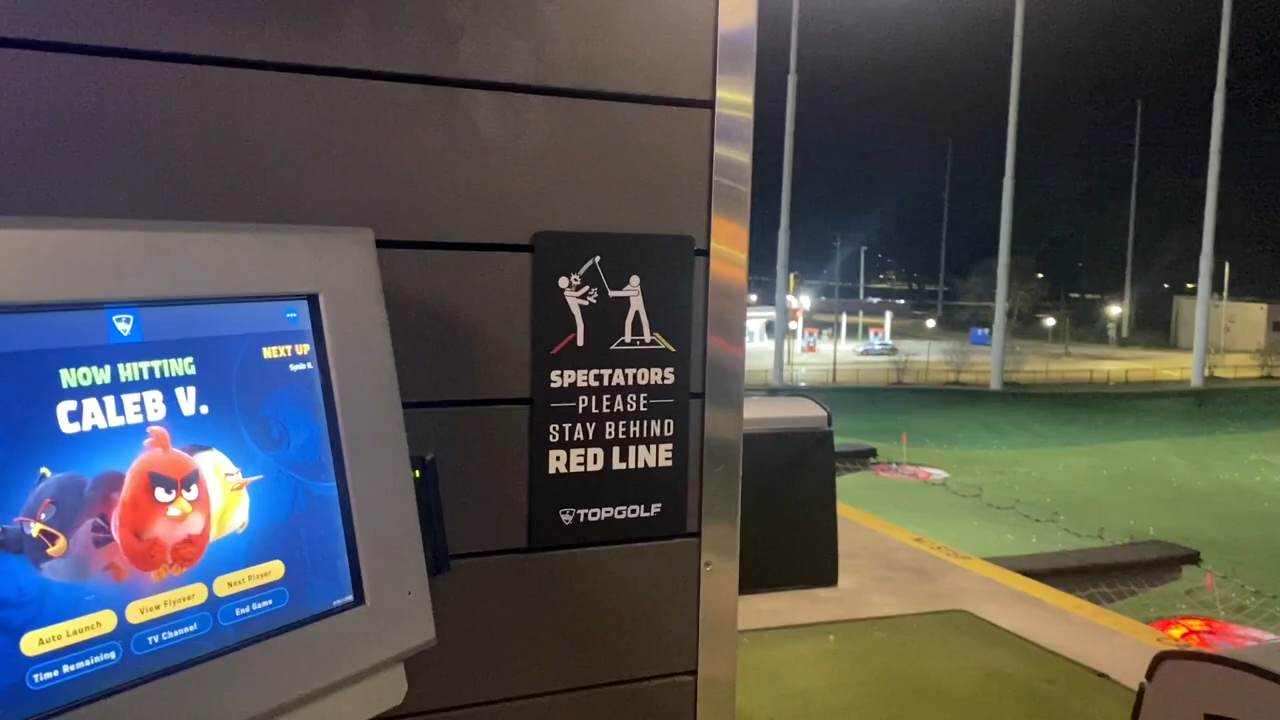 NOW HITTING
CALEB V.
NEXT UP
Auto Launch
View Flyover
Next Player
Time Remaining
TV Channel
End Game
SPECTATORS
PLEASE
STAY BEHIND
RED LINE
TOPGOLF